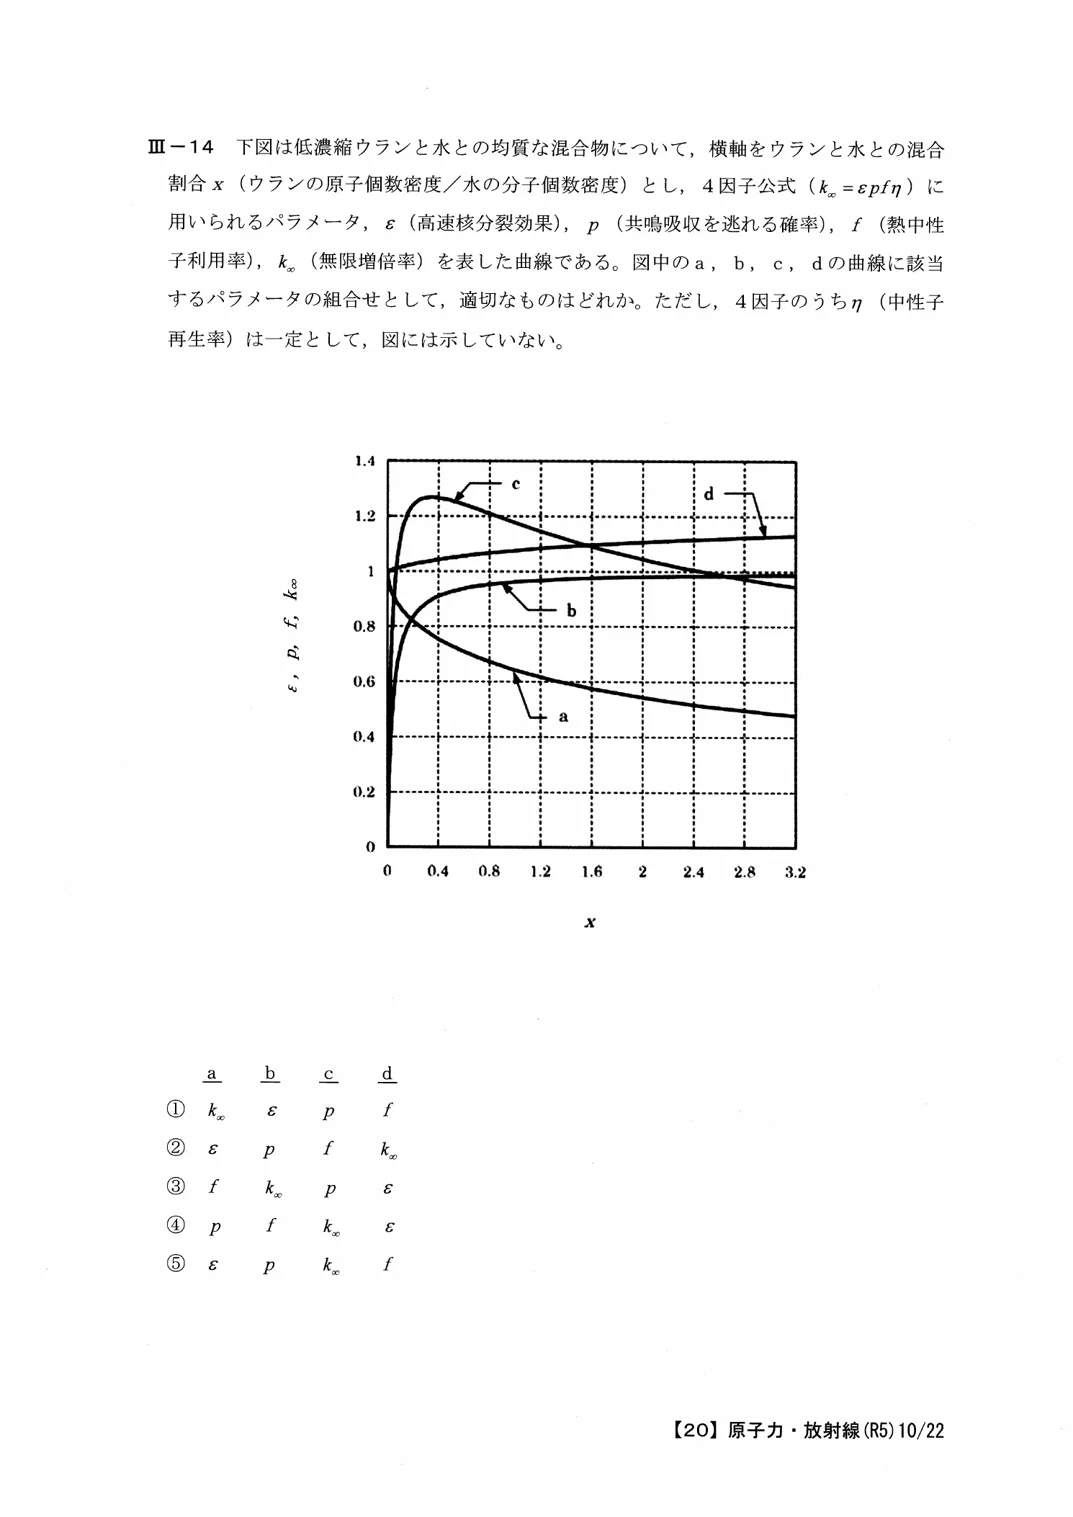 Ⅲ－14　下図は低濃縮ウランと水との均質な混合物について，横軸をウランと水との混合
割合 x（ウランの原子個数密度／水の分子個数密度）とし，４因子公式（k∞＝εpfη）に
用いられるパラメータ，ε（高速核分裂効果），p（共鳴吸収を逃れる確率），f（熱中性
子利用率），k∞（無限増倍率）を表した曲線である。図中のａ，ｂ，ｃ，ｄの曲線に該当
するパラメータの組合せとして，適切なものはどれか。ただし，４因子のうちη（中性子
再生率）は一定として，図には示していない。
ε, p, f, k∞
1.4
1.2
1
0.8
0.6
0.4
0.2
0
c
d
b
a
0 0.4 0.8 1.2 1.6 2 2.4 2.8 3.2
x
a b c d
① k∞ ε p f
② ε p f k∞
③ f k∞ p ε
④ p f k∞ ε
⑤ ε p k∞ f
【20】原子力・放射線(R5)10/22